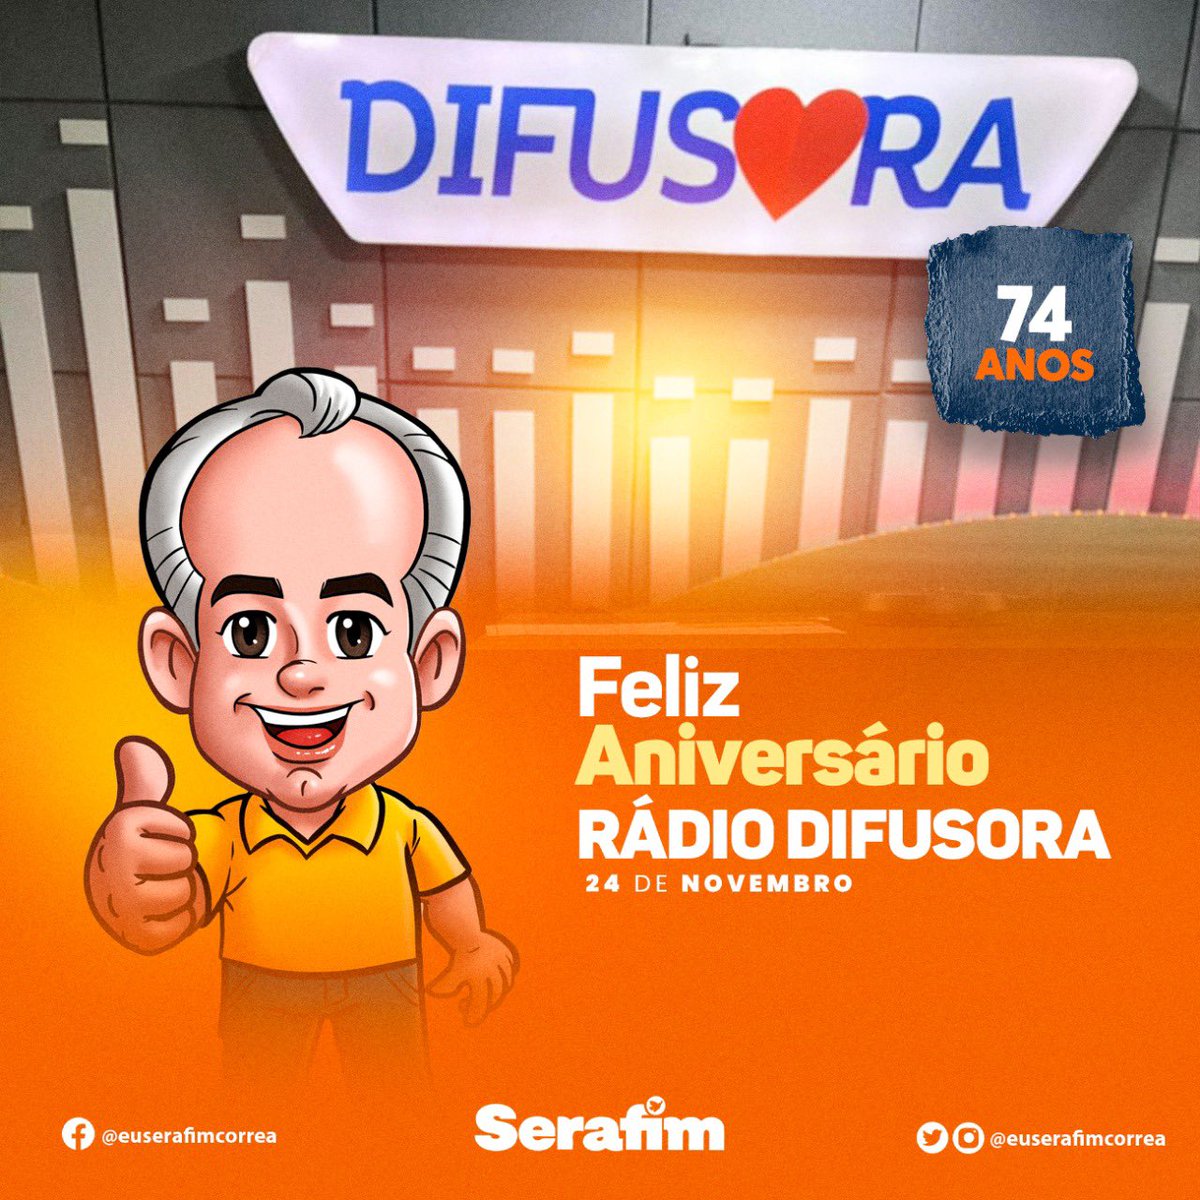 DIFUSORA
74
ANOS
Feliz
Aniversário
RÁDIO DIFUSORA
24 DE NOVEMBRO
@euserafimcorrea
Serafim
@euserafimcorrea